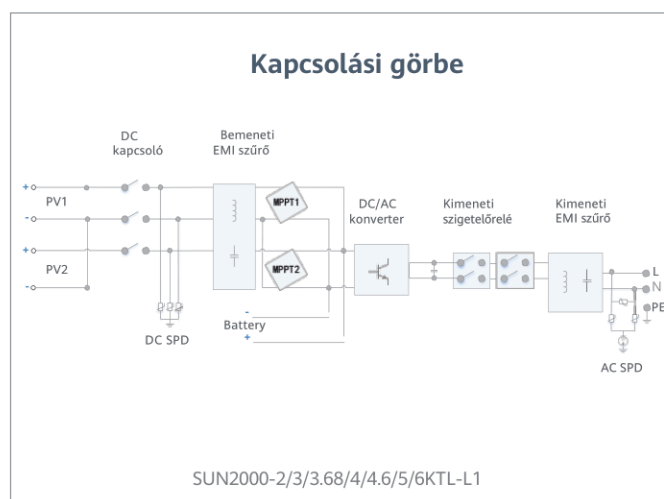 Kapcsolási görbe
DC
kapcsoló
Bemeneti
EMI szűrő
DC/AC
konverter
Kimeneti
szigetelőrelé
Kimeneti
EMI szűrő
+
PV1
-
+
PV2
-
MPPT1
MPPT2
-
Battery
+
DC SPD
L
N
PE
AC SPD
SUN2000-2/3/3.68/4/4.6/5/6KTL-L1